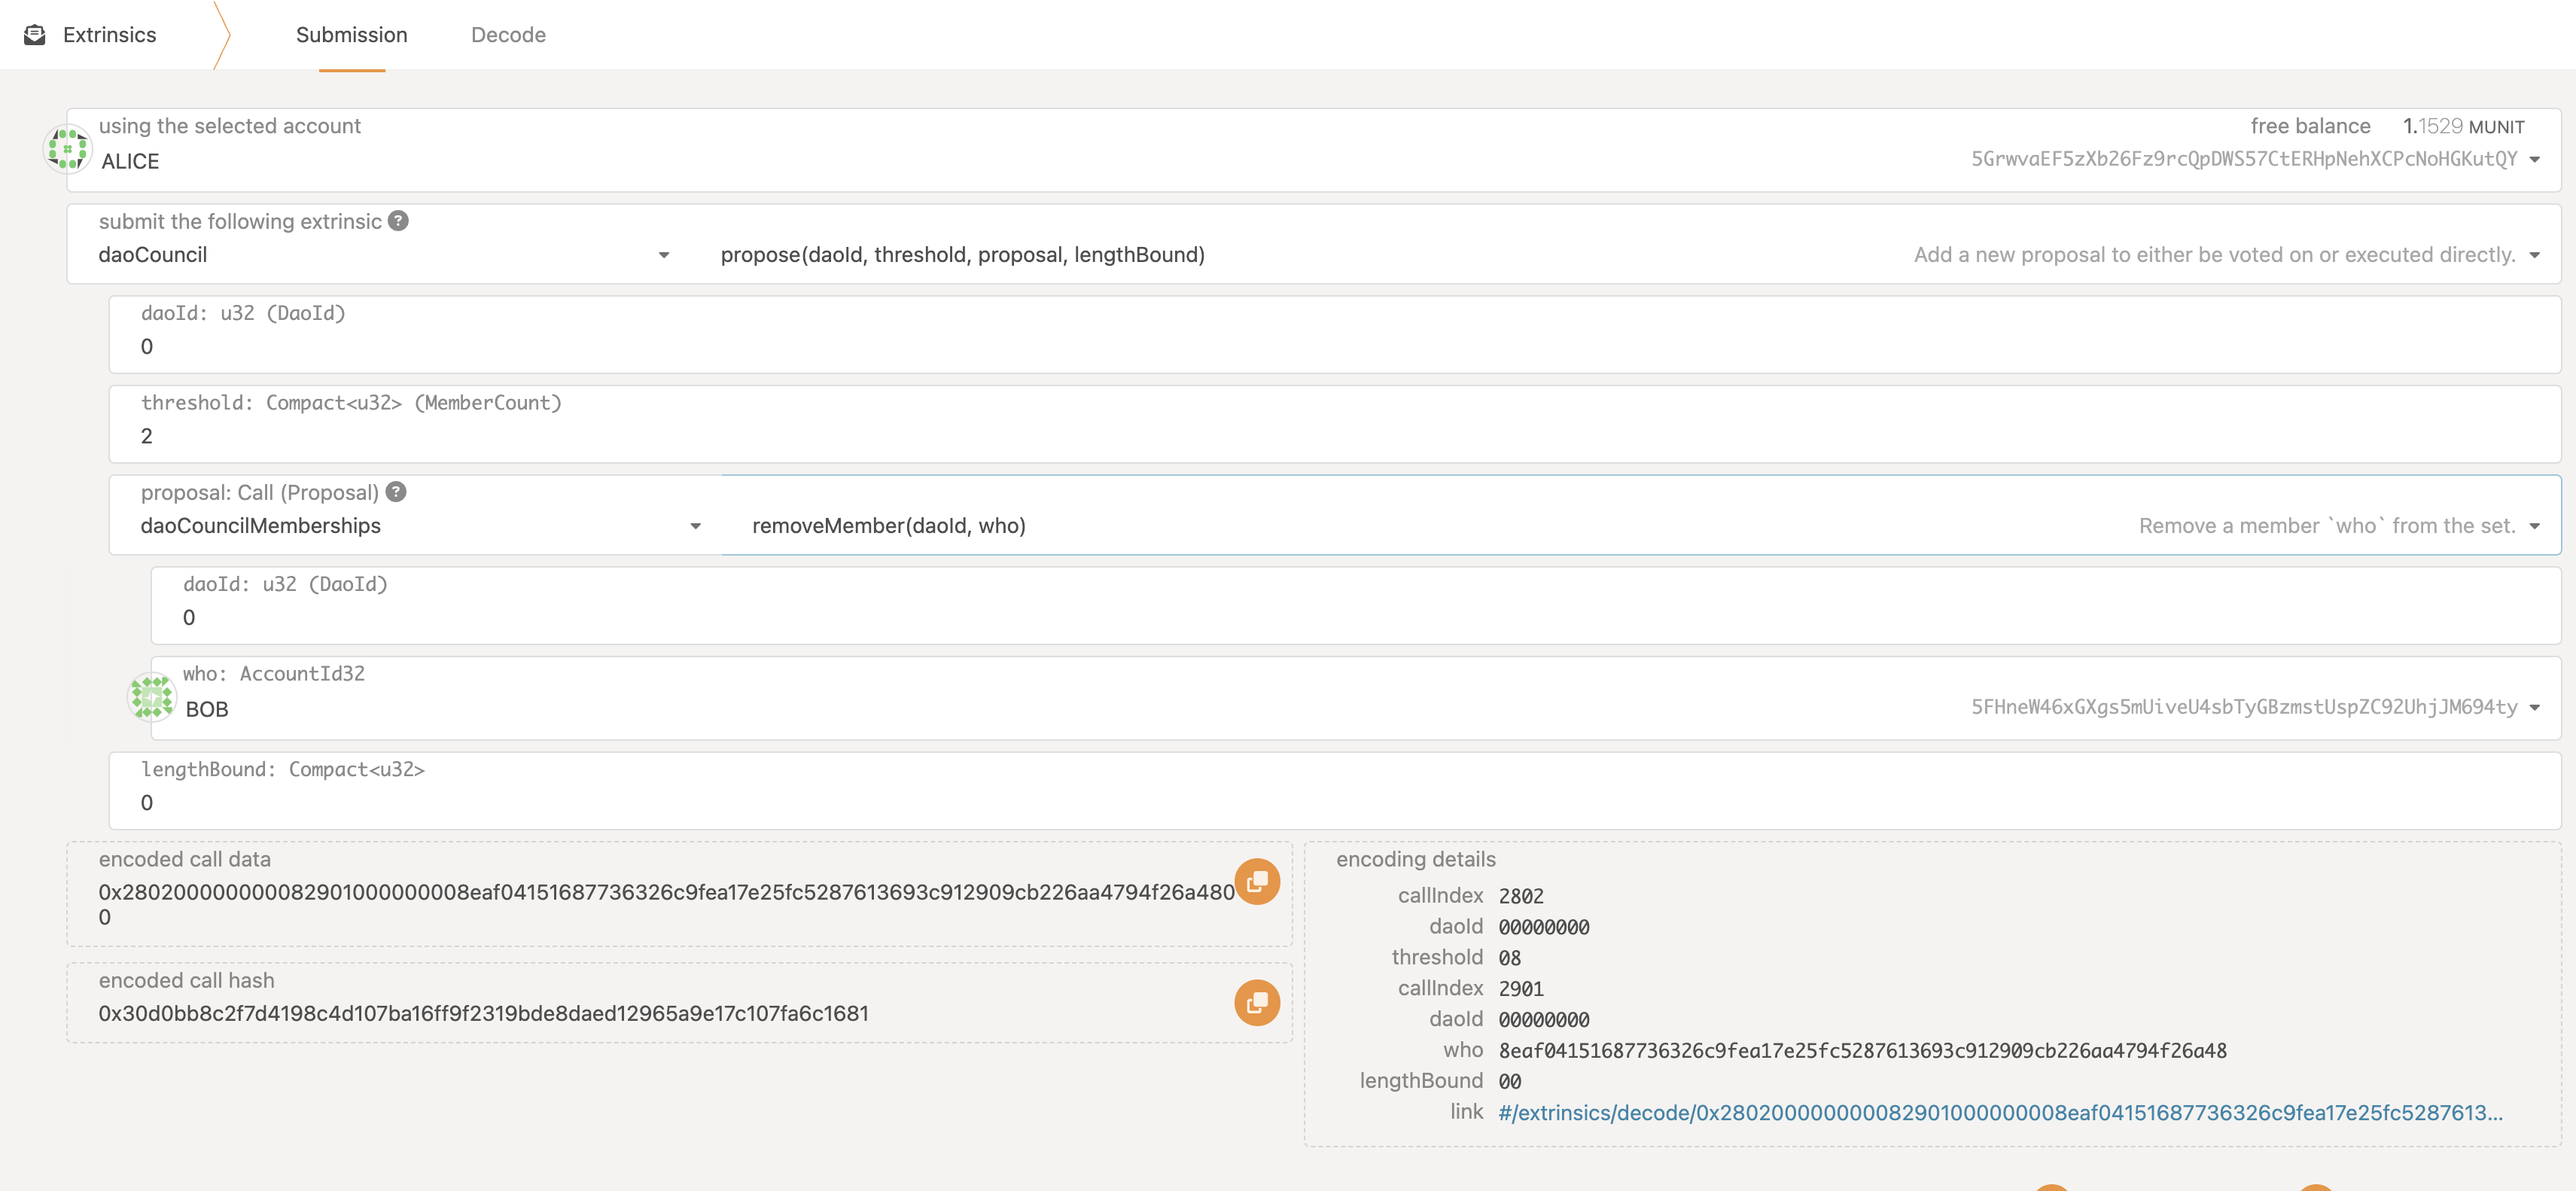 Extrinsics
Submission
Decode
using the selected account
free balance 1.1529 MUNIT
ALICE
5GrwvaEF5zXb26Fz9rcQpDWS57CtERHpNehXCPcNoHGKutQY
submit the following extrinsic ?
daoCouncil
propose(daoId, threshold, proposal, lengthBound)
Add a new proposal to either be voted on or executed directly.
daoId: u32 (DaoId)
0
threshold: Compact<u32> (MemberCount)
2
proposal: Call (Proposal) ?
daoCouncilMemberships
removeMember(daoId, who)
Remove a member `who` from the set.
daoId: u32 (DaoId)
0
who: AccountId32
BOB
5FHneW46xGXgs5mUiveU4sbTyGBzmstUspZC92UhjJM694ty
lengthBound: Compact<u32>
0
encoded call data
0x280200000000082901000000008eaf04151687736326c9fea17e25fc5287613693c912909cb226aa4794f26a480
0
encoded call hash
0x30d0bb8c2f7d4198c4d107ba16ff9f2319bde8daed12965a9e17c107fa6c1681
encoding details
callIndex 2802
daoId 00000000
threshold 08
callIndex 2901
daoId 00000000
who 8eaf04151687736326c9fea17e25fc5287613693c912909cb226aa4794f26a48
lengthBound 00
link #/extrinsics/decode/0x280200000000082901000000008eaf04151687736326c9fea17e25fc5287613...